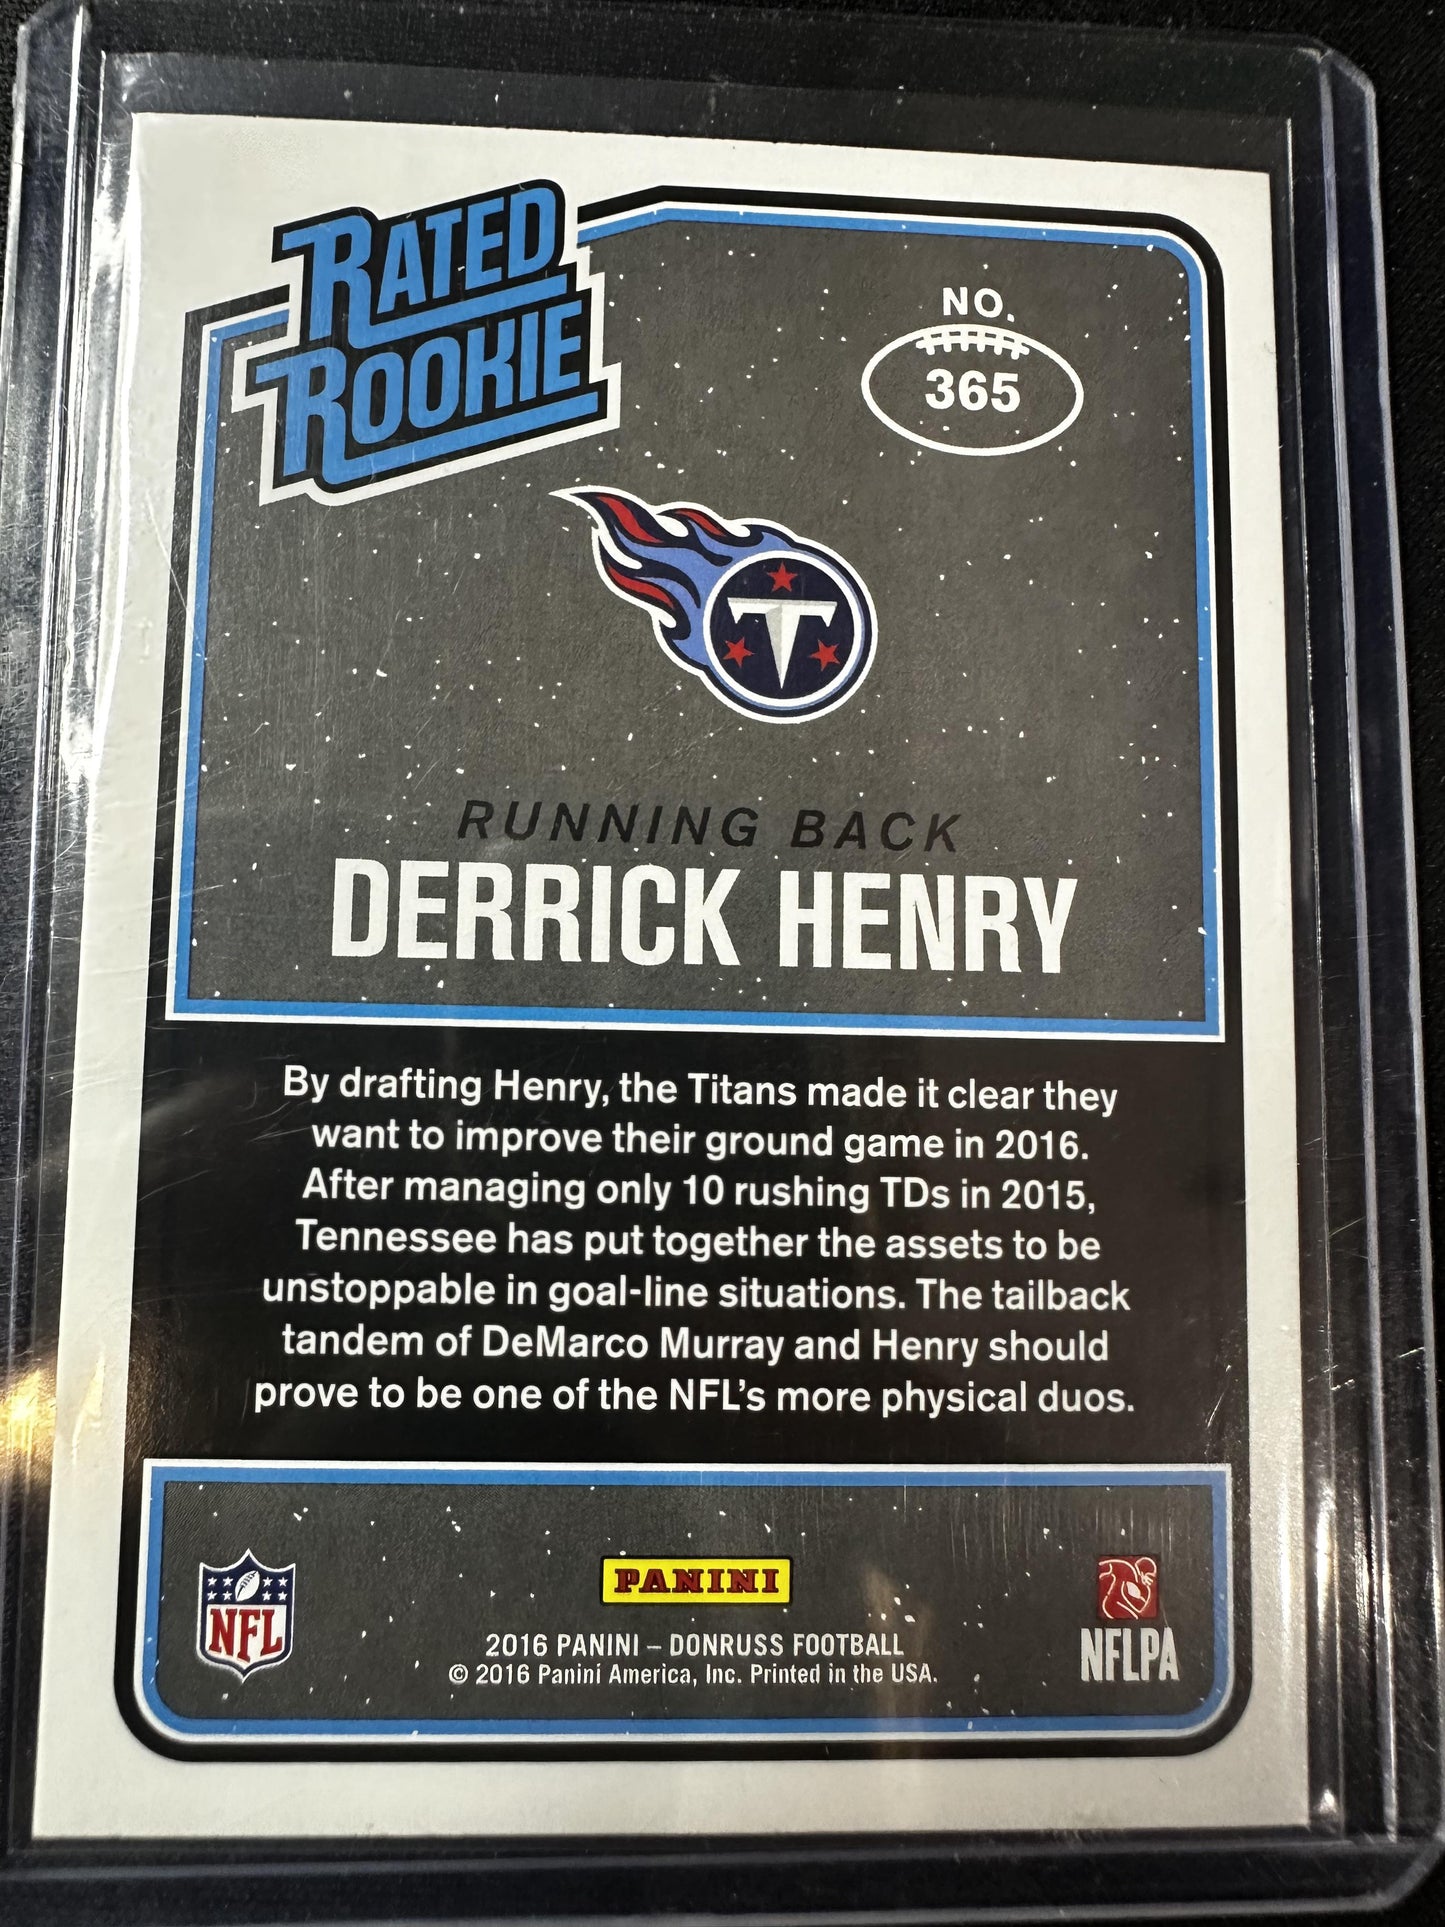 RATED
ROOKIE
NO.
365
T
RUNNING BACK
DERRICK HENRY
By drafting Henry, the Titans made it clear they
want to improve their ground game in 2016.
After managing only 10 rushing TDs in 2015,
Tennessee has put together the assets to be
unstoppable in goal-line situations. The tailback
tandem of DeMarco Murray and Henry should
prove to be one of the NFL's more physical duos.
NFL
PANINI
2016 PANINI – DONRUSS FOOTBALL
© 2016 Panini America, Inc. Printed in the USA.
NFLPA